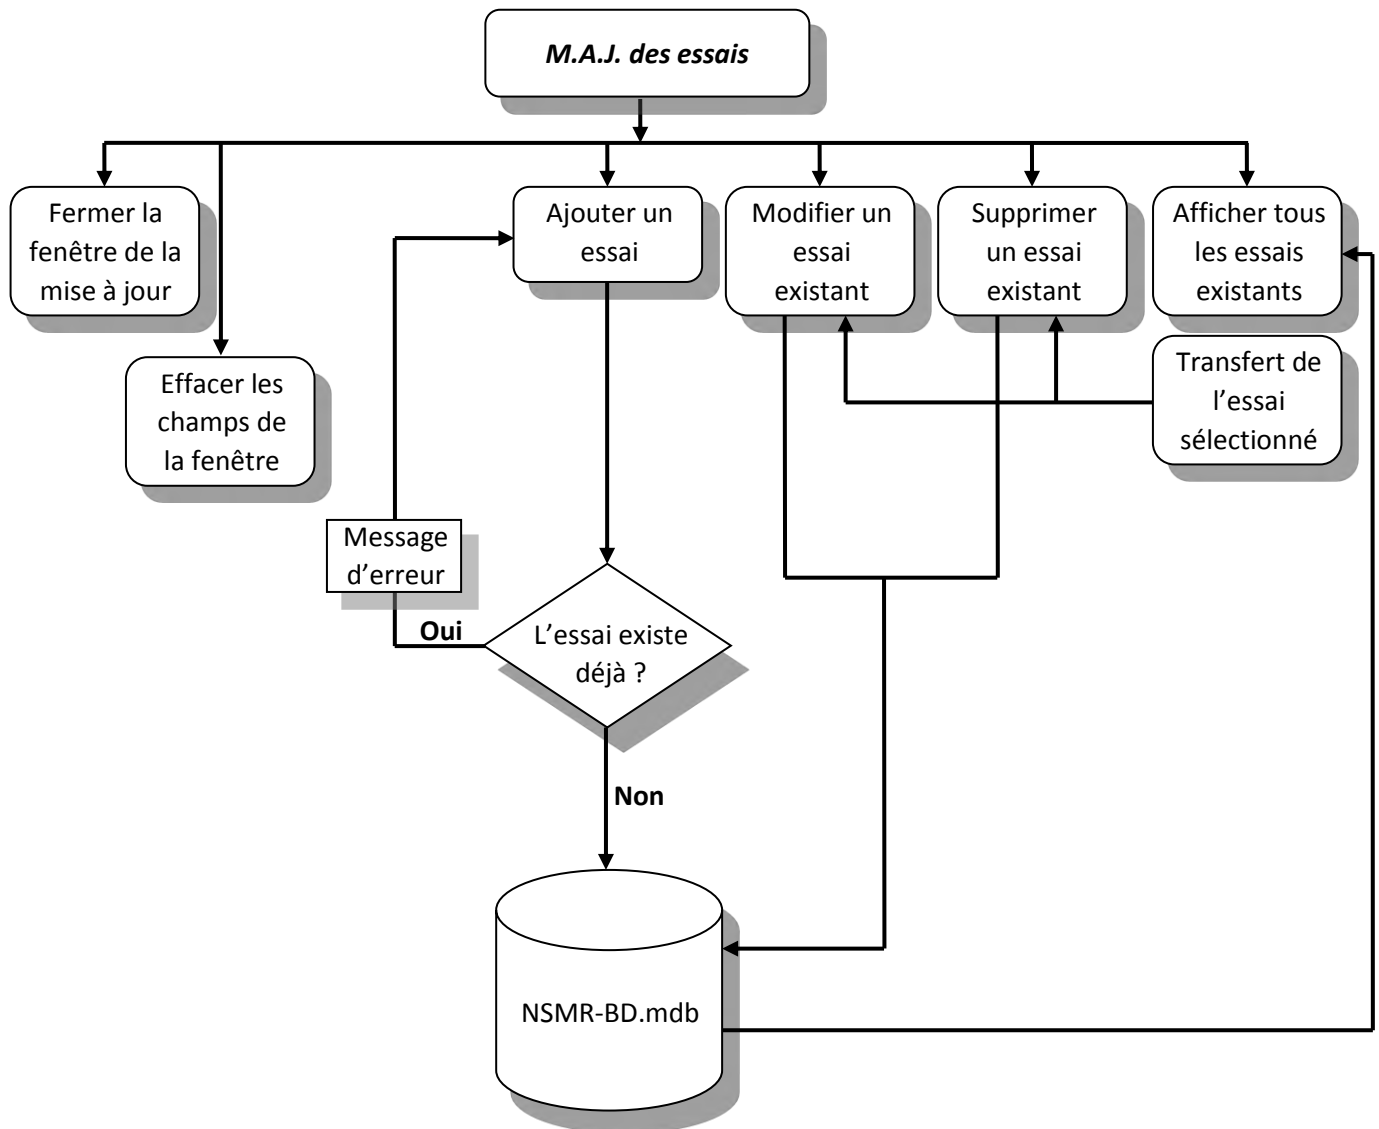 M.A.J. des essais
Fermer la
fenêtre de la
mise à jour
Ajouter un
essai
Modifier un
essai
existant
Supprimer
un essai
existant
Afficher tous
les essais
existants
Effacer les
champs de
la fenêtre
Transfert de
l’essai
sélectionné
Message
d’erreur
Oui
L’essai existe
déjà ?
Non
NSMR-BD.mdb